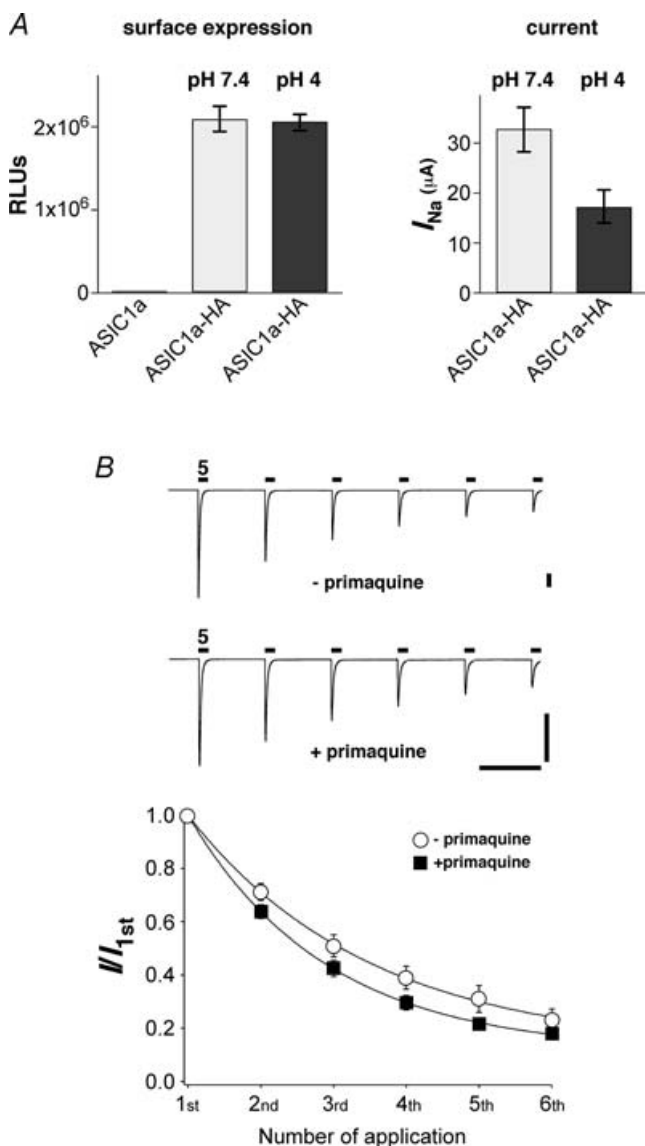 A
surface expression
current
pH 7.4 pH 4
pH 7.4 pH 4
2x10⁶
1x10⁶
0
RLUs
ASIC1a
ASIC1a-HA
ASIC1a-HA
30
20
10
0
I Na (µA)
ASIC1a-HA
ASIC1a-HA
B
5
- primaquine
5
+ primaquine
1.0
0.8
0.6
0.4
0.2
0.0
I/I1st
- primaquine
+primaquine
1st 2nd 3rd 4th 5th 6th
Number of application